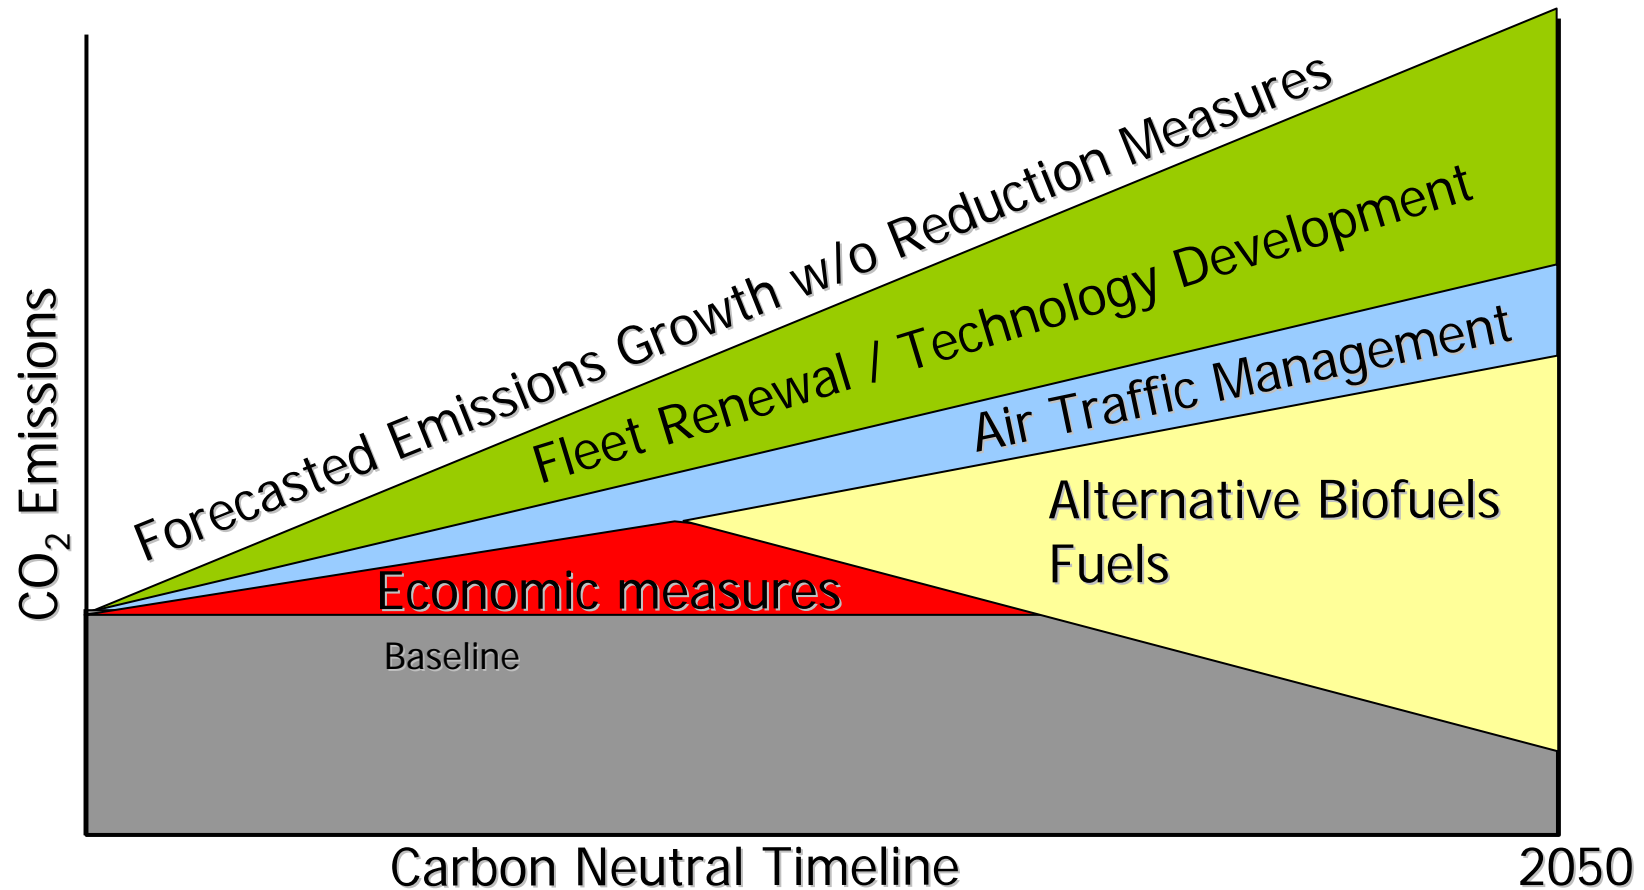 Forecasted Emissions Growth w/o Reduction Measures
Fleet Renewal / Technology Development
Air Traffic Management
Alternative Biofuels
Fuels
Economic measures
Baseline
CO₂ Emissions
Carbon Neutral Timeline
2050